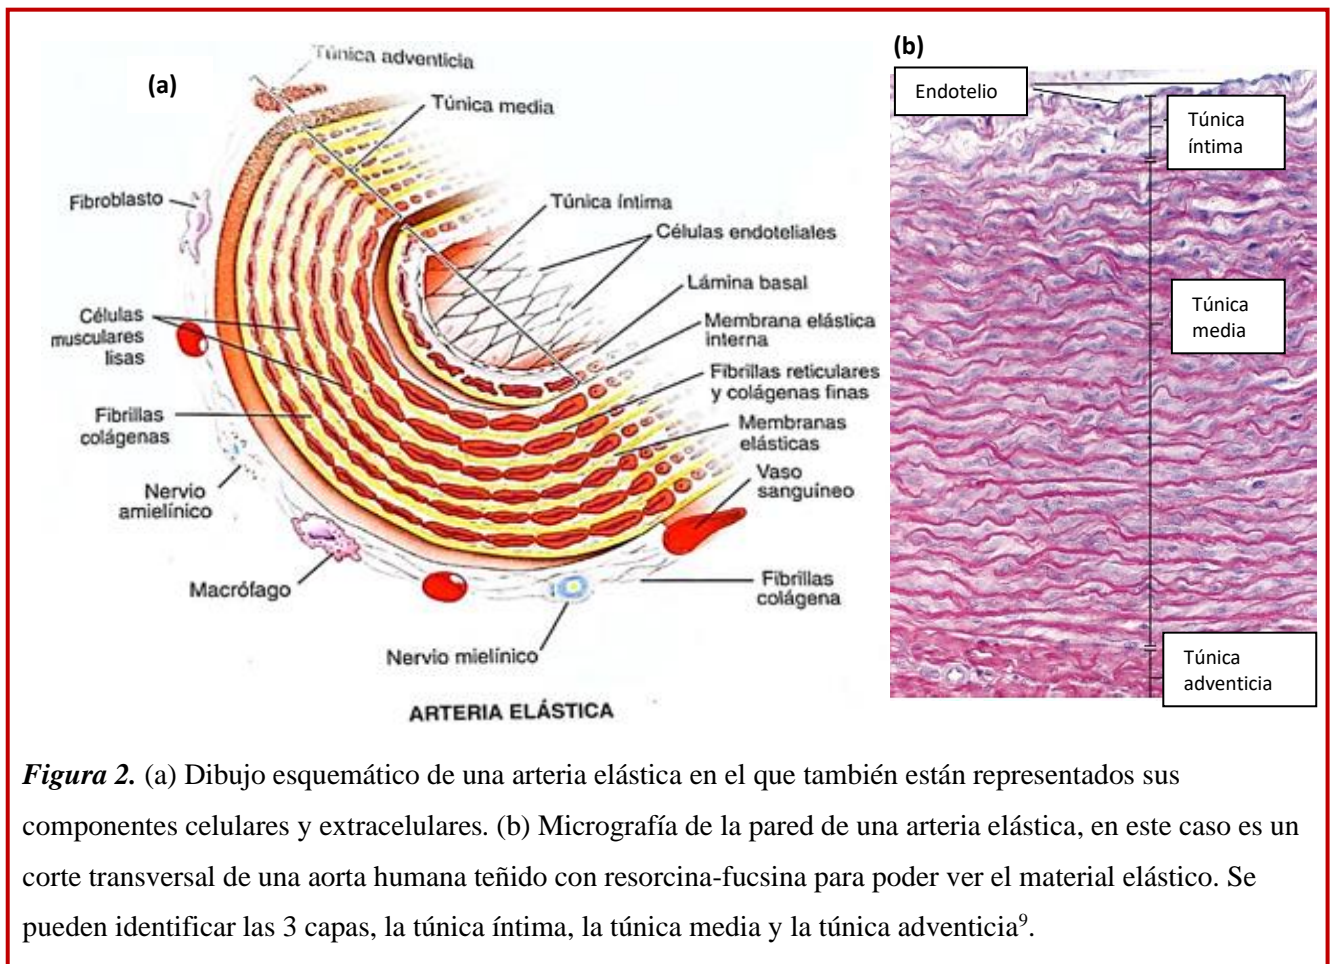 (a)
Túnica adventicia
Túnica media
Fibroblasto
Túnica íntima
Células endoteliales
Lámina basal
Membrana elástica
interna
Células
musculares
lisas
Fibrillas reticulares
y colágenas finas
Fibrillas
colágenas
Membranas
elásticas
Vaso
sanguíneo
Nervio
amielínico
Macrófago
Fibrillas
colágena
Nervio mielínico
ARTERIA ELÁSTICA
(b)
Endotelio
Túnica
íntima
Túnica
media
Túnica
adventicia
Figura 2. (a) Dibujo esquemático de una arteria elástica en el que también están representados sus
componentes celulares y extracelulares. (b) Micrografía de la pared de una arteria elástica, en este caso es un
corte transversal de una aorta humana teñido con resorcina-fucsina para poder ver el material elástico. Se
pueden identificar las 3 capas, la túnica íntima, la túnica media y la túnica adventicia⁹.